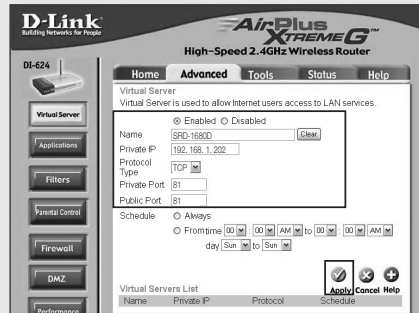 D-Link
Building Networks for People
AirPlus
XTREME G™
High-Speed 2.4GHz Wireless Router
DI-624
Home Advanced Tools Status Help
Virtual Server
Applications
Filters
Parental Control
Firewall
DMZ
Performance
Virtual Server
Virtual Server is used to allow Internet users access to LAN services.
Enabled Disabled
Name SRD-1680D Clear
Private IP 192. 168. 1. 202
Protocol Type TCP
Private Port 81
Public Port 81
Schedule Always
From time 00 : 00 AM to 00 : 00 AM
day Sun to Sun
Apply Cancel Help
Virtual Servers List
Name Private IP Protocol Schedule